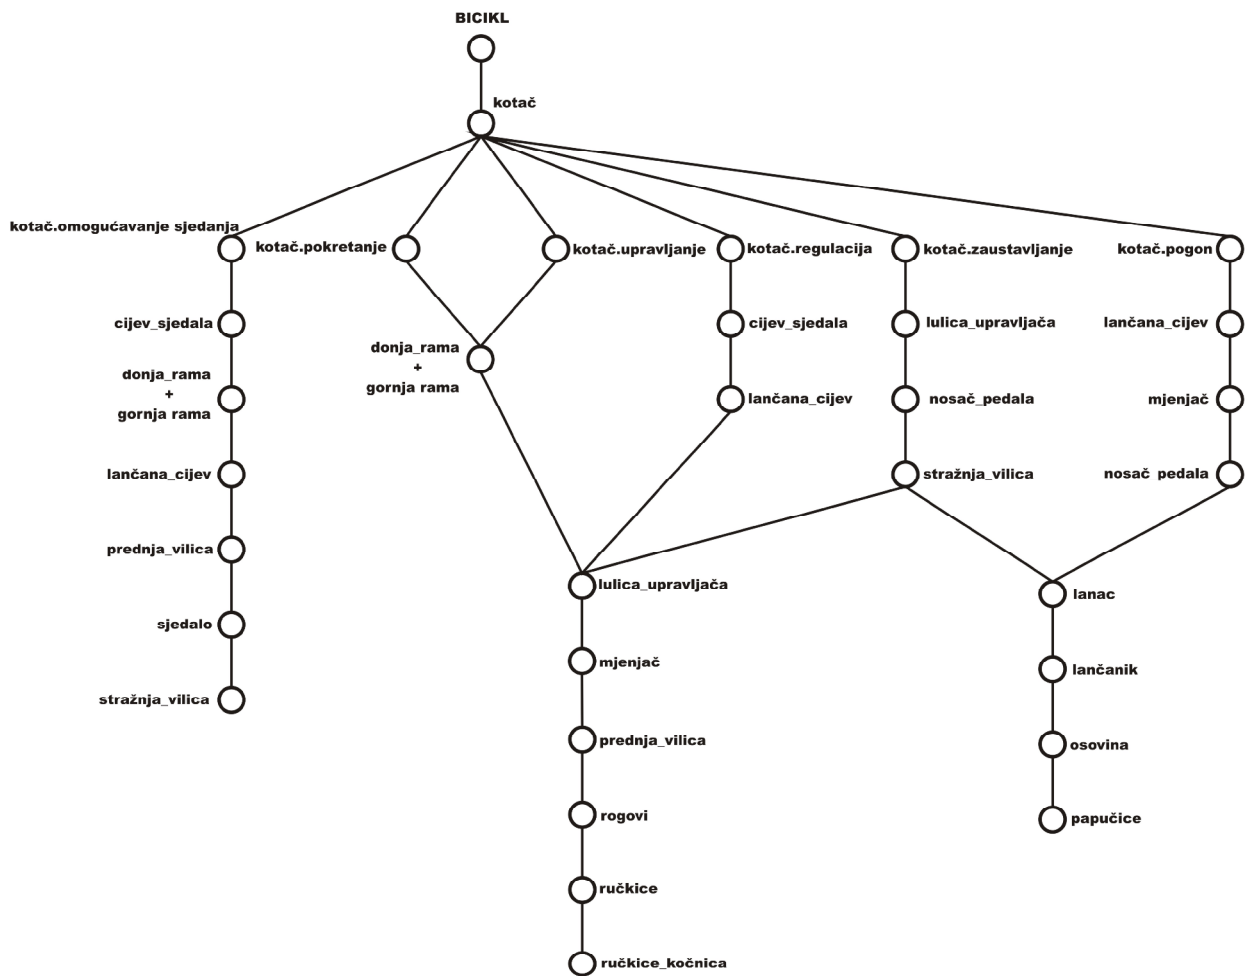 BICIKL
kotač
kotač.omogućavanje sjedanja
kotač.pokretanje
kotač.upravljanje
kotač.regulacija
kotač.zaustavljanje
kotač.pogon
cijev_sjedala
cijev_sjedala
lulica_upravljača
lančana_cijev
donja_rama
+
gornja rama
donja_rama
+
gornja rama
lančana_cijev
nosač_pedala
mjenjač
lančana_cijev
stražnja_vilica
nosač pedala
prednja_vilica
lulica_upravljača
lanac
sjedalo
mjenjač
lančanik
stražnja_vilica
prednja_vilica
osovina
rogovi
papučice
ručkice
ručkice_kočnica